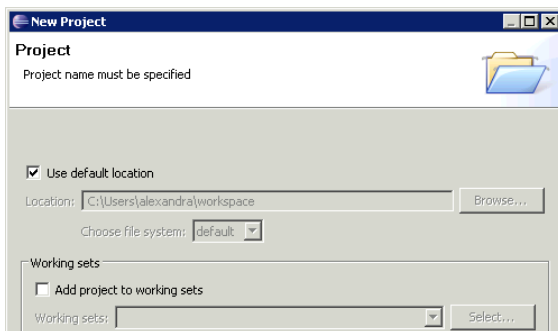 New Project
Project
Project name must be specified
Use default location
Location: C:\Users\alexandra\workspace Browse...
Choose file system: default
Working sets
Add project to working sets
Working sets: Select...